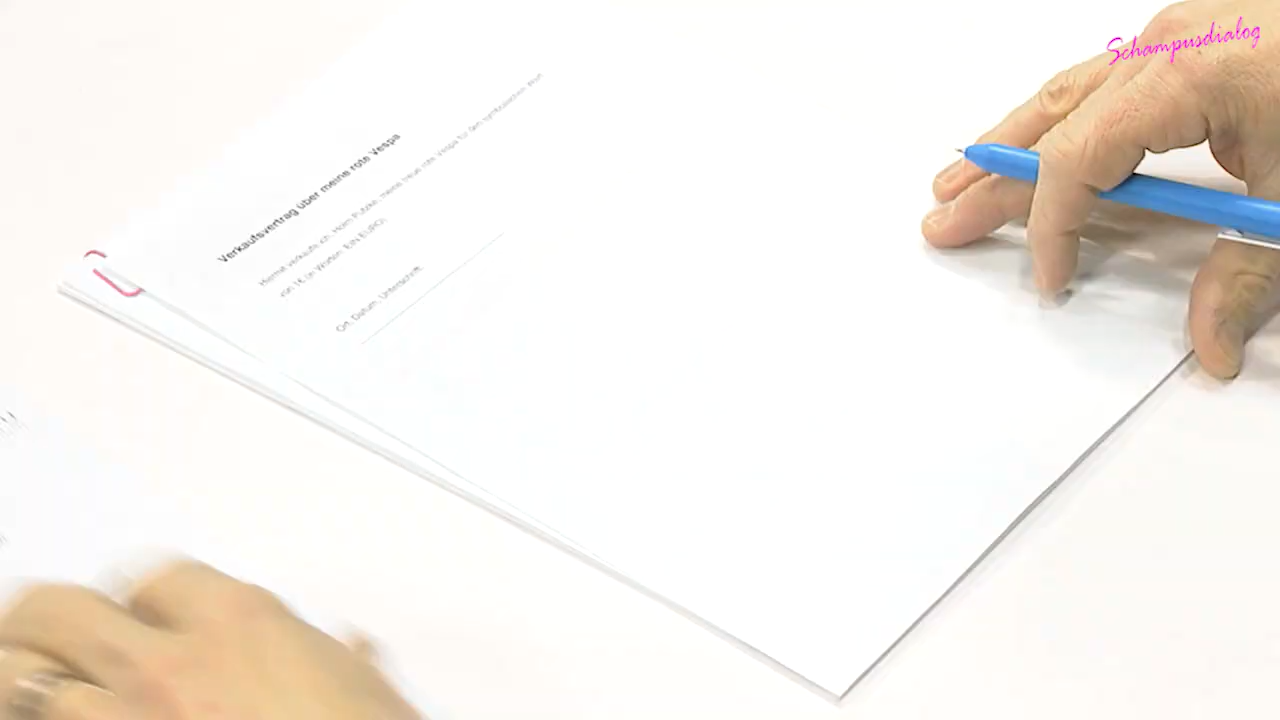 Schampusdialog
Verkaufsvertrag über meine rote Vespa
Hiermit verkaufe ich, meine neue rote Vespa für den symbolischen Wert
von 1€ (in Worten: EIN EURO).
Ort, Datum, Unterschrift: